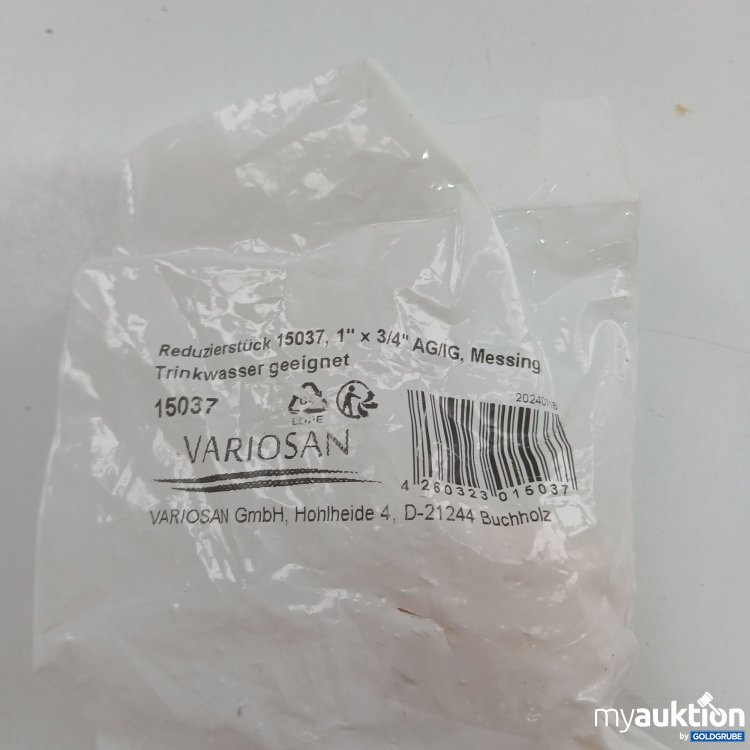 Reduzierstück 15037, 1" x 3/4" AG/IG, Messing
Trinkwasser geeignet
15037
VARIOSAN
4 260323 015037
VARIOSAN GmbH, Hohlheide 4, D-21244 Buchholz
myauktion
by GOLDGRUBE